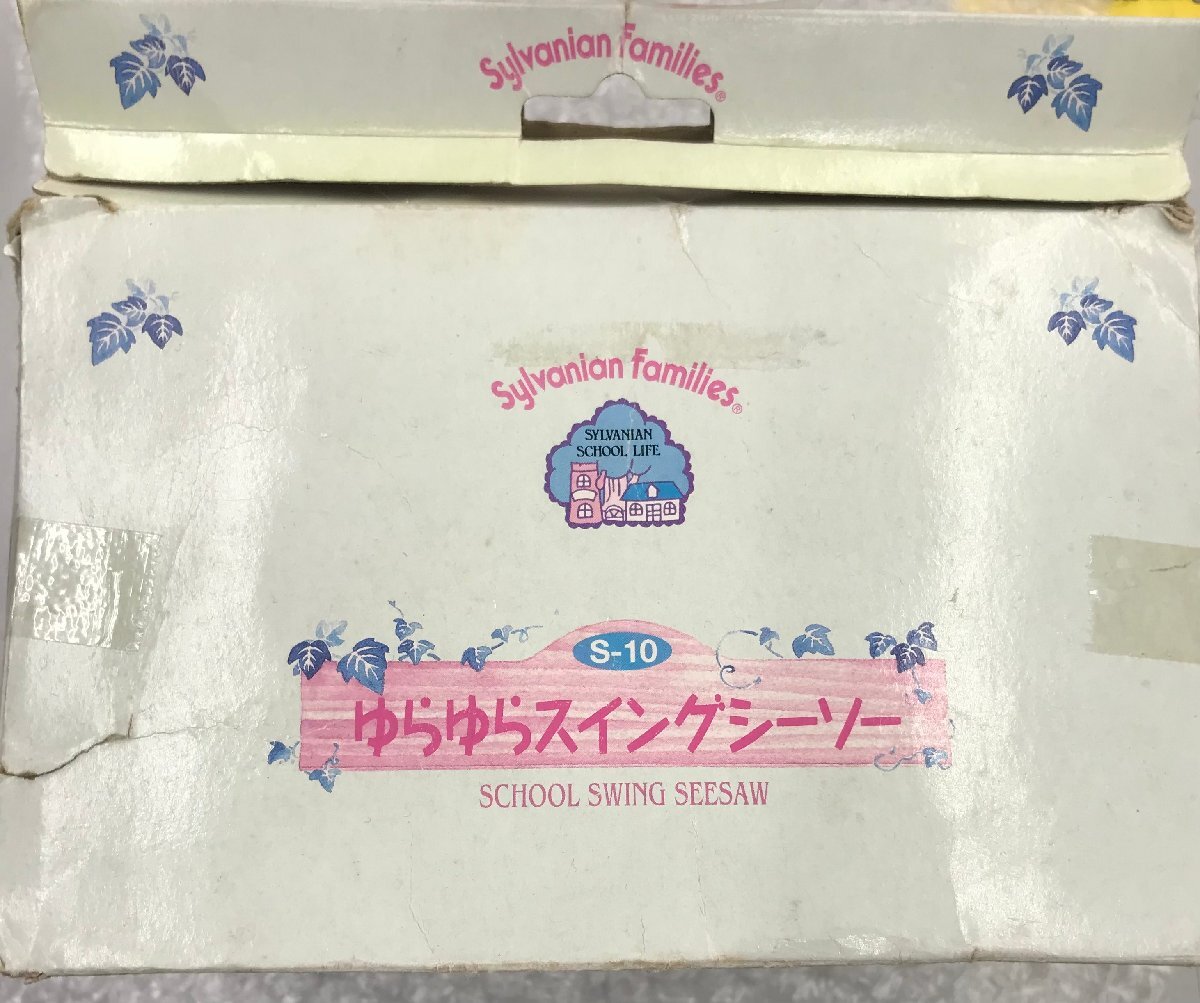 Sylvanian Families®
Sylvanian Families®
SYLVANIAN
SCHOOL LIFE
S-10
ゆらゆらスイングシーソー
SCHOOL SWING SEESAW